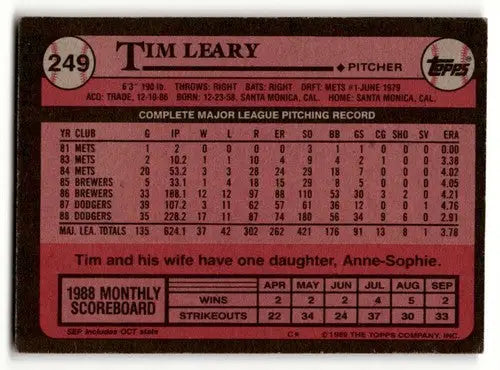 249
TIM LEARY
PITCHER
TOPPS
6'3" 190 lb. THROWS: RIGHT BATS: RIGHT DRFT: METS #1-JUNE 1979
ACQ: TRADE, 12-10-86 BORN: 12-23-58, SANTA MONICA, CAL. HOME: SANTA MONICA, CAL.
COMPLETE MAJOR LEAGUE PITCHING RECORD
YR CLUB G IP W L R ER SO BB GS CG SHO SV ERA
81 METS 1 2 0 0 0 0 3 1 1 0 0 0 0.00
83 METS 2 10.2 1 1 10 4 9 4 2 1 0 0 3.38
84 METS 20 53.2 3 3 28 24 29 18 7 0 0 0 4.02
85 BREWERS 5 33.1 1 4 18 15 29 8 5 0 0 0 4.05
86 BREWERS 33 188.1 12 12 97 88 110 53 30 3 2 0 4.21
87 DODGERS 39 107.2 3 11 62 57 61 36 12 0 0 1 4.76
88 DODGERS 35 228.2 17 11 87 74 180 56 34 9 6 0 2.91
MAJ. LEA. TOTALS 135 624.1 37 42 302 262 421 176 91 13 8 1 3.78
Tim and his wife have one daughter, Anne-Sophie.
1988 MONTHLY SCOREBOARD
APR MAY JUN JUL AUG SEP
WINS 2 2 4 2 5 2
STRIKEOUTS 22 34 24 37 30 33
SEP includes OCT stats
C* © 1989 THE TOPPS COMPANY, INC.